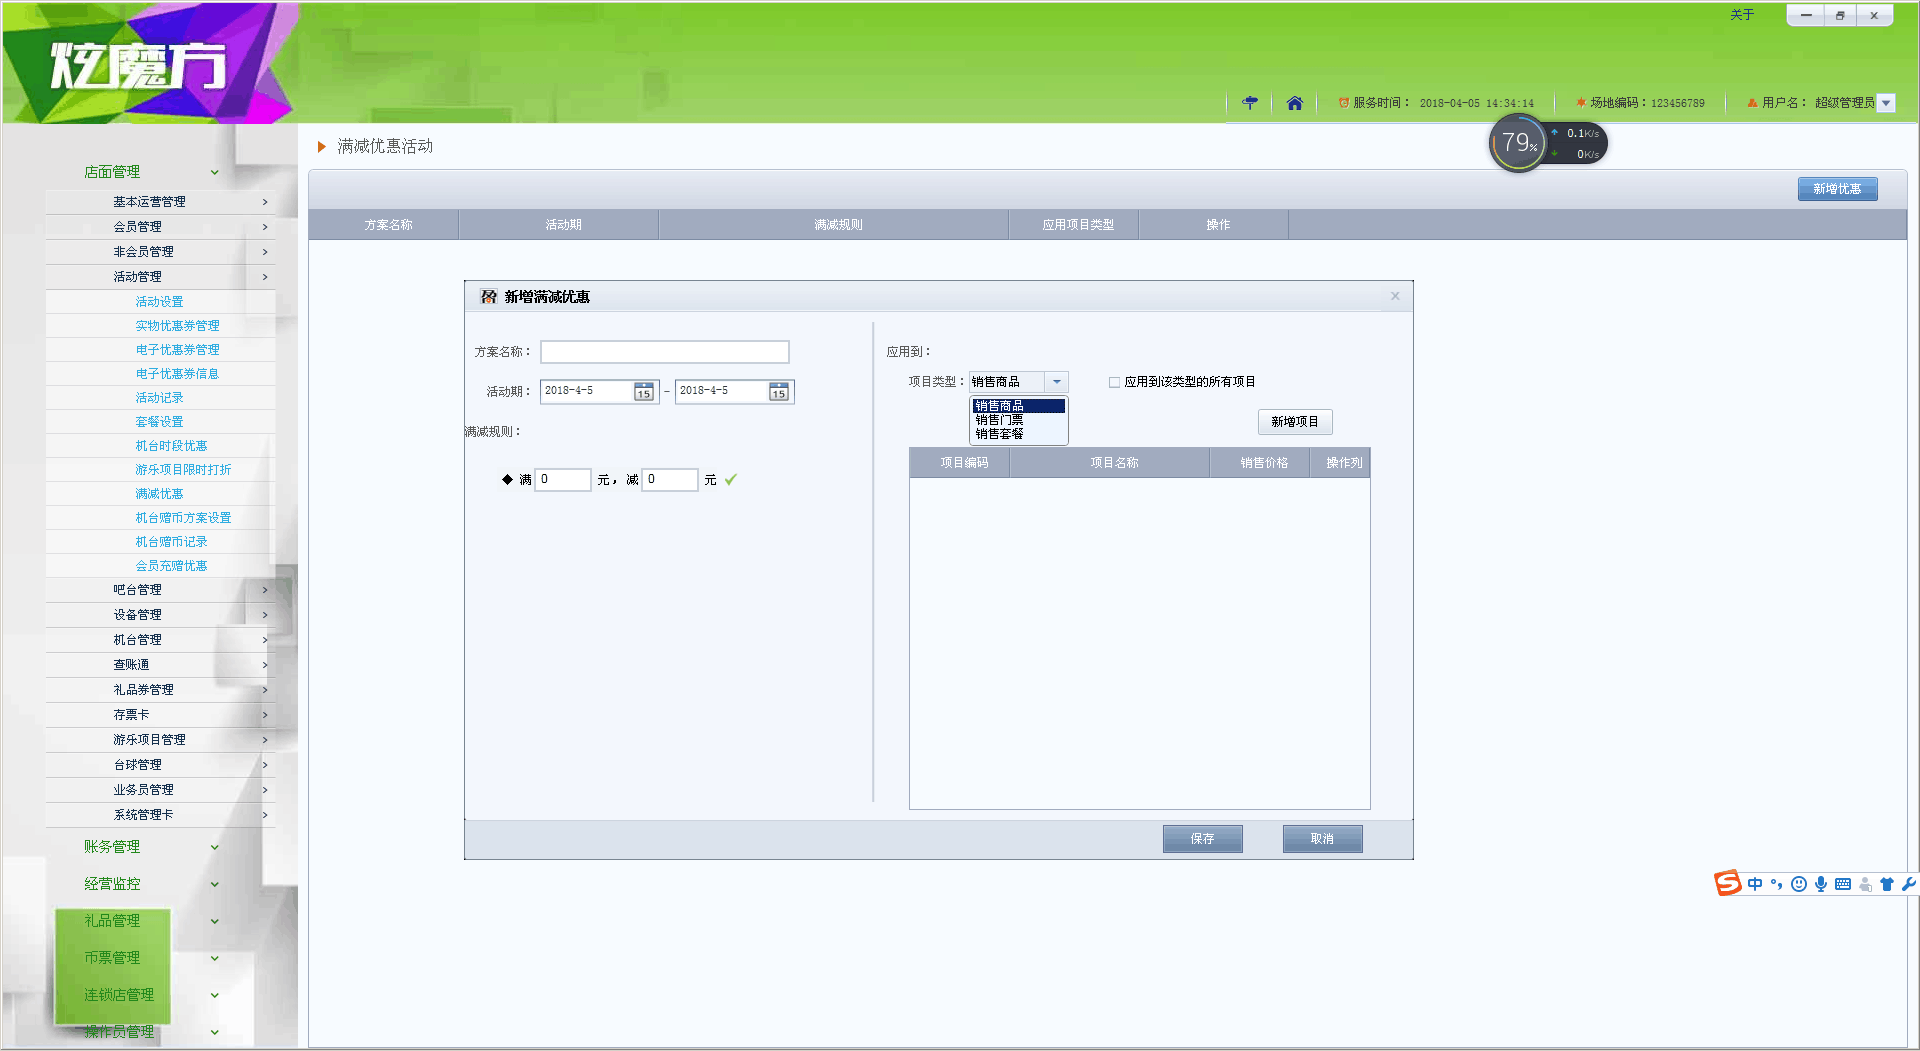 炫魔方
关于
服务时间： 2018-04-05 14:34:14
场地编码：123456789
用户名： 超级管理员
79%
0.1K/s
0K/s
满减优惠活动
新增优惠
方案名称 活动期 满减规则 应用项目类型 操作
店面管理
基本运营管理
会员管理
非会员管理
活动管理
活动设置
实物优惠券管理
电子优惠券管理
电子优惠券信息
活动记录
套餐设置
机台时段优惠
游乐项目限时打折
满减优惠
机台赠币方案设置
机台赠币记录
会员充赠优惠
吧台管理
设备管理
机台管理
查账通
礼品券管理
存票卡
游乐项目管理
台球管理
业务员管理
系统管理卡
账务管理
经营监控
礼品管理
币票管理
连锁店管理
操作员管理
新增满减优惠
方案名称：
活动期： 2018-4-5 15 - 2018-4-5 15
满减规则：
◆ 满 0 元，减 0 元
应用到：
项目类型： 销售商品 应用到该类型的所有项目
销售商品
销售门票
销售套餐
新增项目
项目编码 项目名称 销售价格 操作列
保存 取消
S 中